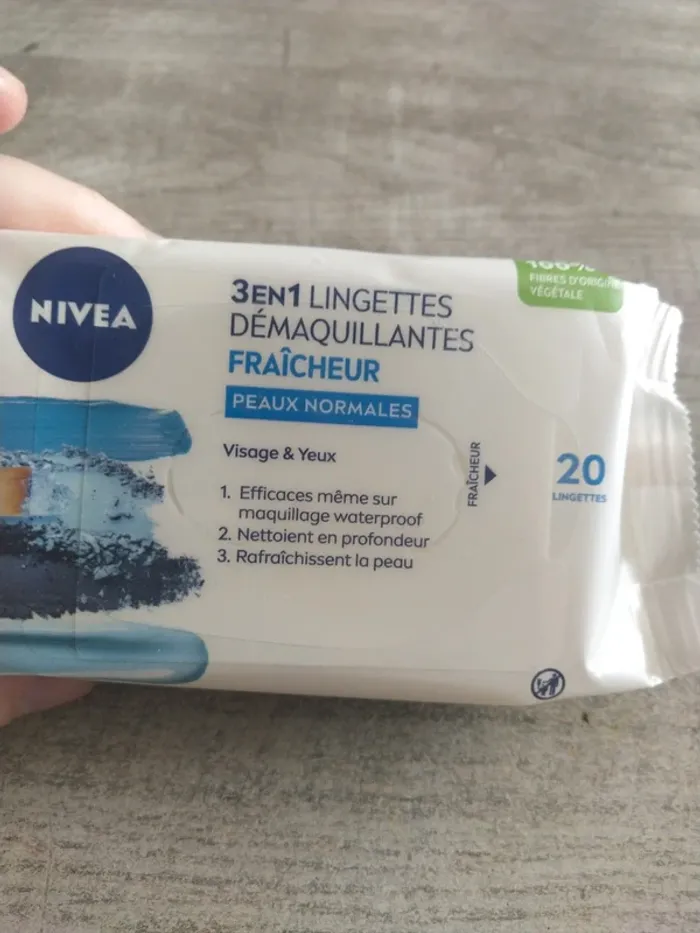 NIVEA
3EN1 LINGETTES
DÉMAQUILLANTES
FRAÎCHEUR
PEAUX NORMALES
Visage & Yeux
1. Efficaces même sur
maquillage waterproof
2. Nettoient en profondeur
3. Rafraîchissent la peau
FRAÎCHEUR
20
LINGETTES
100%
FIBRES D'ORIGINE
VÉGÉTALE